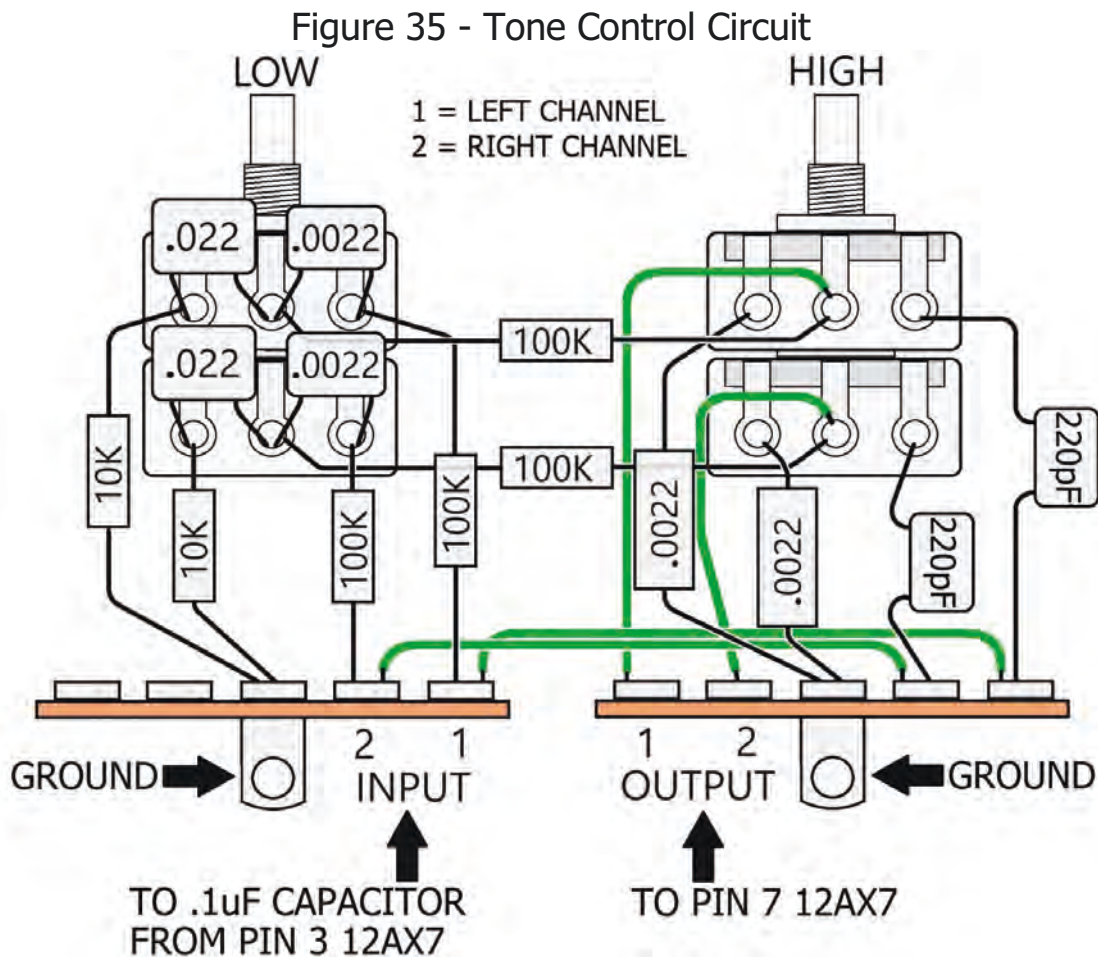 Figure 35 - Tone Control Circuit
LOW
HIGH
1 = LEFT CHANNEL
2 = RIGHT CHANNEL
.022
.0022
100K
.022
.0022
100K
10K
10K
100K
100K
.0022
.0022
220pF
220pF
2
1
1
2
GROUND
INPUT
OUTPUT
GROUND
TO .1uF CAPACITOR
FROM PIN 3 12AX7
TO PIN 7 12AX7